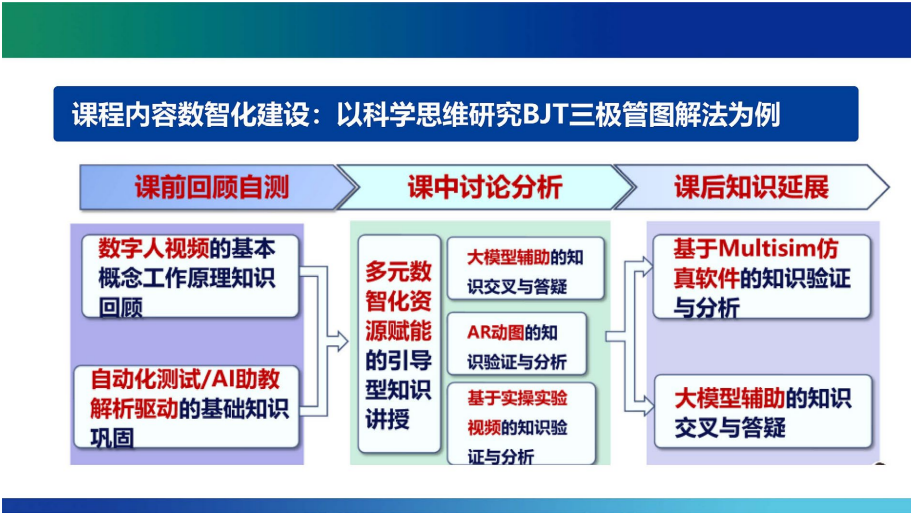 课程内容数智化建设：以科学思维研究BJT三极管图解法为例
课前回顾自测
课中讨论分析
课后知识延展
数字人视频的基本
概念工作原理知识
回顾
自动化测试/AI助教
解析驱动的基础知识
巩固
多元数
智化资
源赋能
的引导
型知识
讲授
大模型辅助的知
识交叉与答疑
AR动图的知
识验证与分析
基于实操实验
视频的知识验
证与分析
基于Multisim仿
真软件的知识验证
与分析
大模型辅助的知识
交叉与答疑